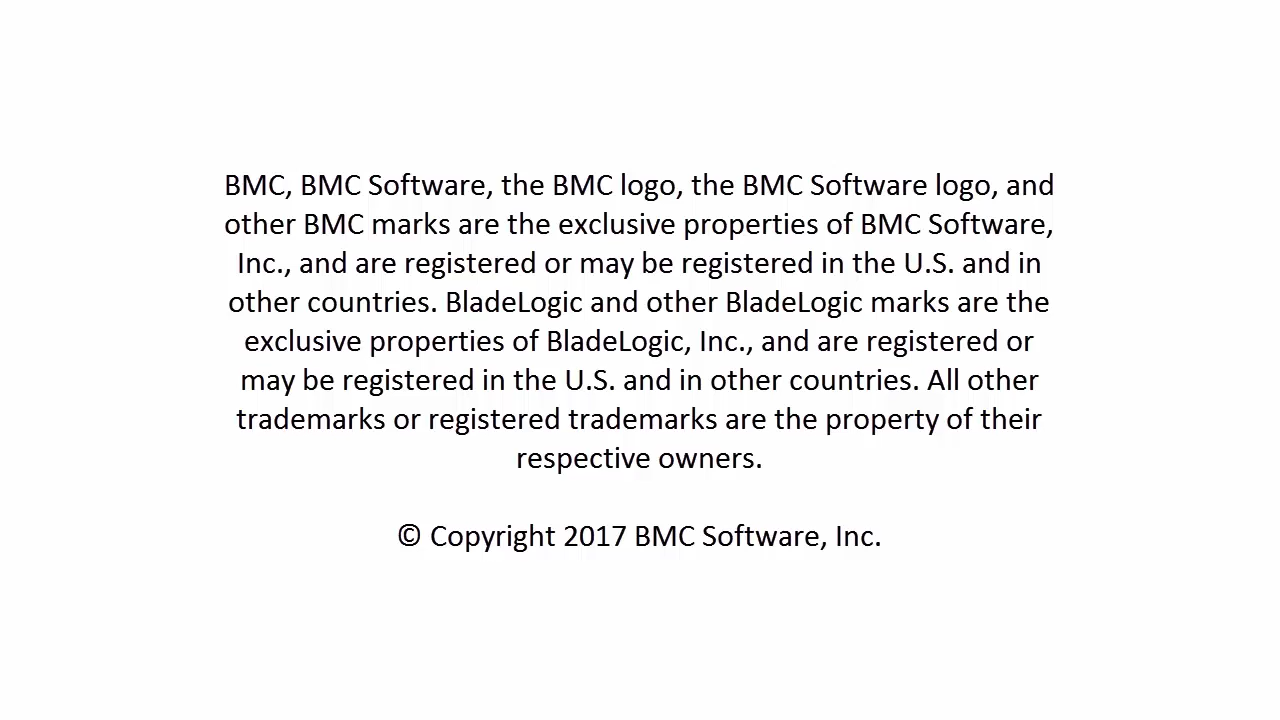 BMC, BMC Software, the BMC logo, the BMC Software logo, and
other BMC marks are the exclusive properties of BMC Software,
Inc., and are registered or may be registered in the U.S. and in
other countries. BladeLogic and other BladeLogic marks are the
exclusive properties of BladeLogic, Inc., and are registered or
may be registered in the U.S. and in other countries. All other
trademarks or registered trademarks are the property of their
respective owners.
© Copyright 2017 BMC Software, Inc.